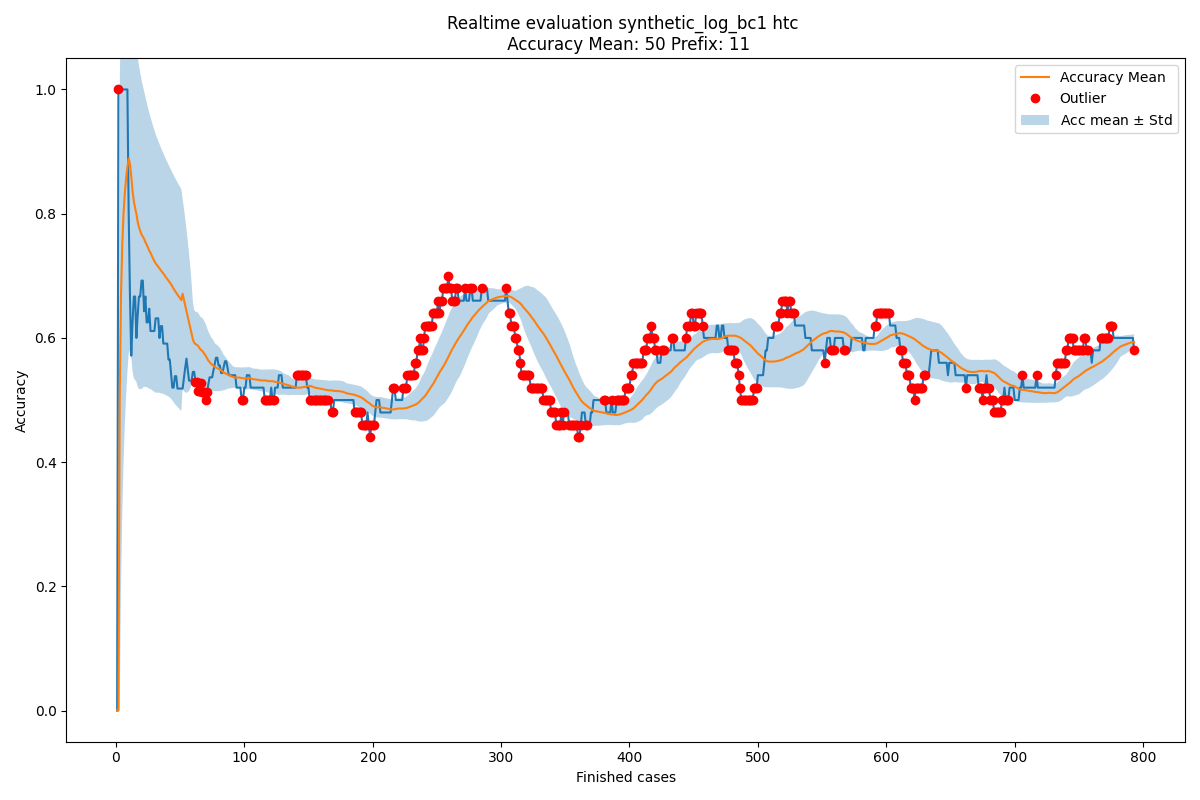 Realtime evaluation synthetic_log_bc1 htc
Accuracy Mean: 50 Prefix: 11
Accuracy Mean
Outlier
Acc mean ± Std
1.0
0.8
0.6
0.4
0.2
0.0
Accuracy
0 100 200 300 400 500 600 700 800
Finished cases